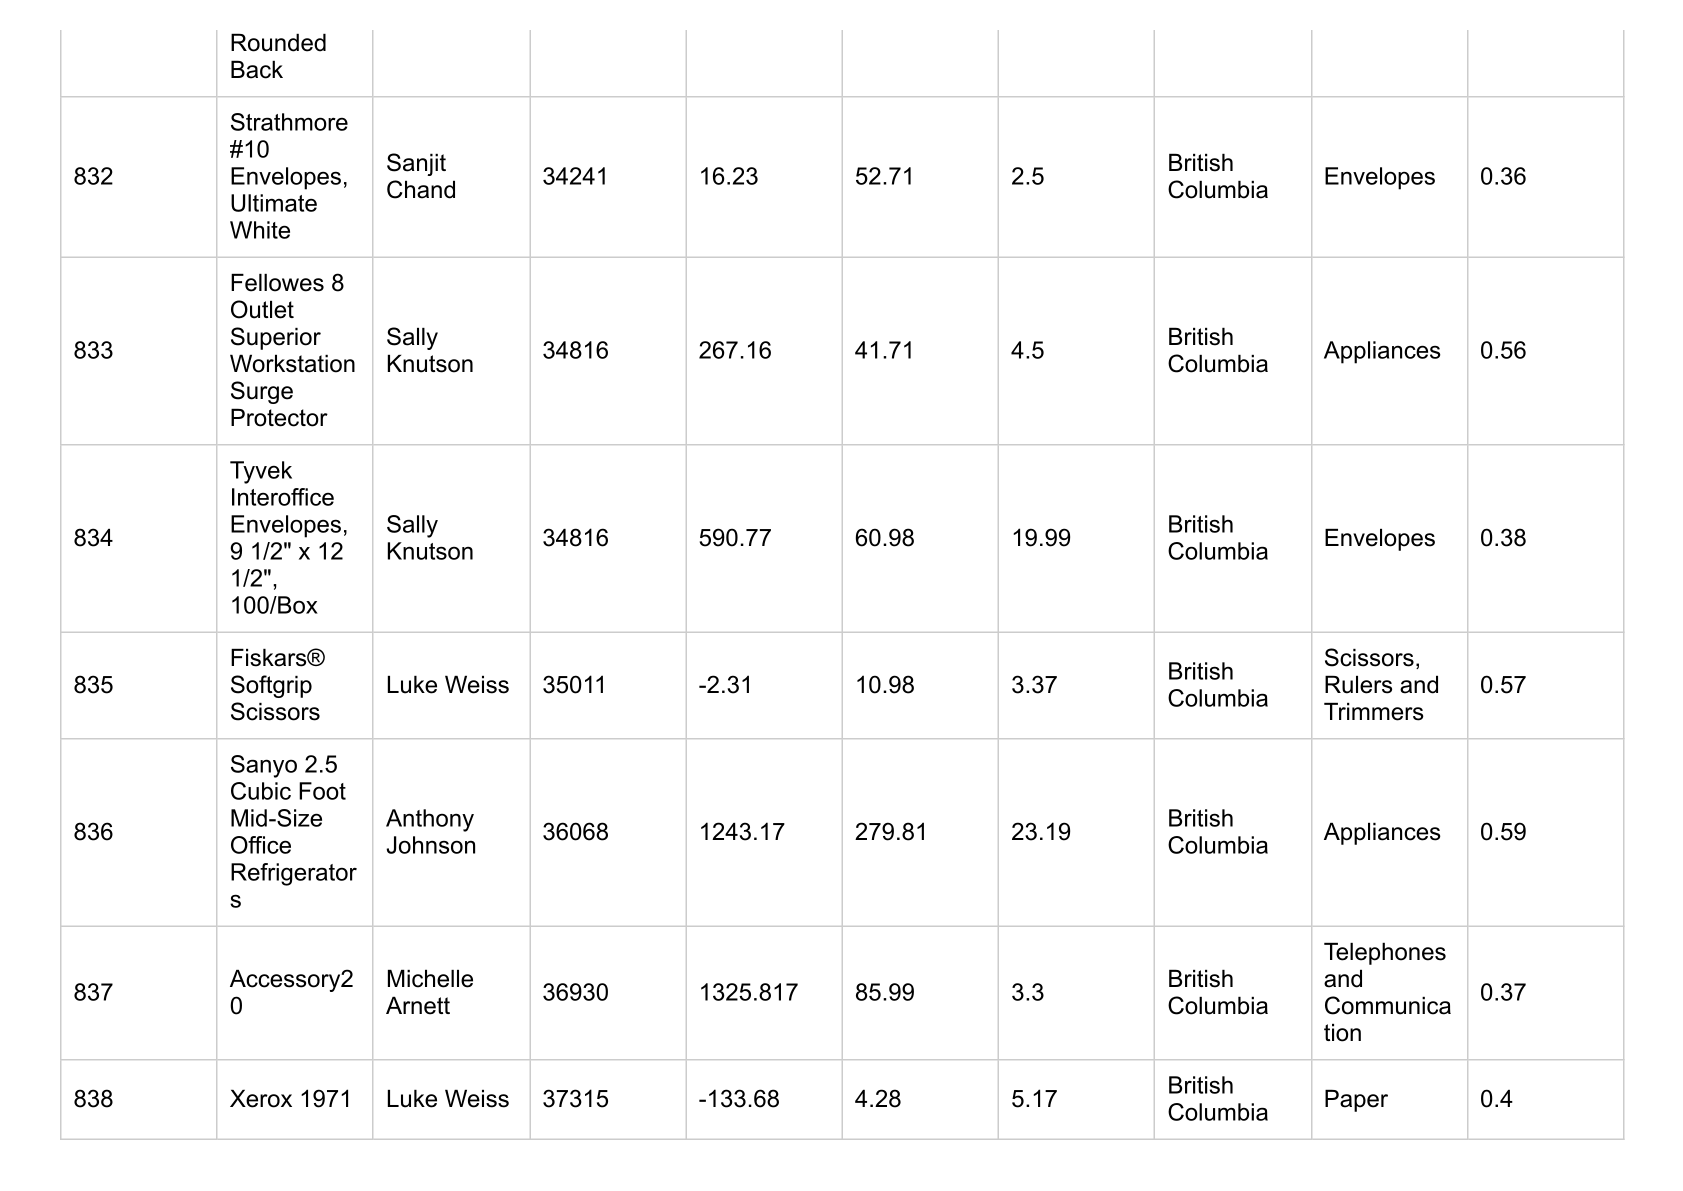 Rounded
Back
832
Strathmore
#10
Envelopes,
Ultimate
White
Sanjit
Chand
34241
16.23
52.71
2.5
British
Columbia
Envelopes
0.36
833
Fellowes 8
Outlet
Superior
Workstation
Surge
Protector
Sally
Knutson
34816
267.16
41.71
4.5
British
Columbia
Appliances
0.56
834
Tyvek
Interoffice
Envelopes,
9 1/2" x 12
1/2",
100/Box
Sally
Knutson
34816
590.77
60.98
19.99
British
Columbia
Envelopes
0.38
835
Fiskars®
Softgrip
Scissors
Luke Weiss
35011
-2.31
10.98
3.37
British
Columbia
Scissors,
Rulers and
Trimmers
0.57
836
Sanyo 2.5
Cubic Foot
Mid-Size
Office
Refrigerator
s
Anthony
Johnson
36068
1243.17
279.81
23.19
British
Columbia
Appliances
0.59
837
Accessory2
0
Michelle
Arnett
36930
1325.817
85.99
3.3
British
Columbia
Telephones
and
Communica
tion
0.37
838
Xerox 1971
Luke Weiss
37315
-133.68
4.28
5.17
British
Columbia
Paper
0.4